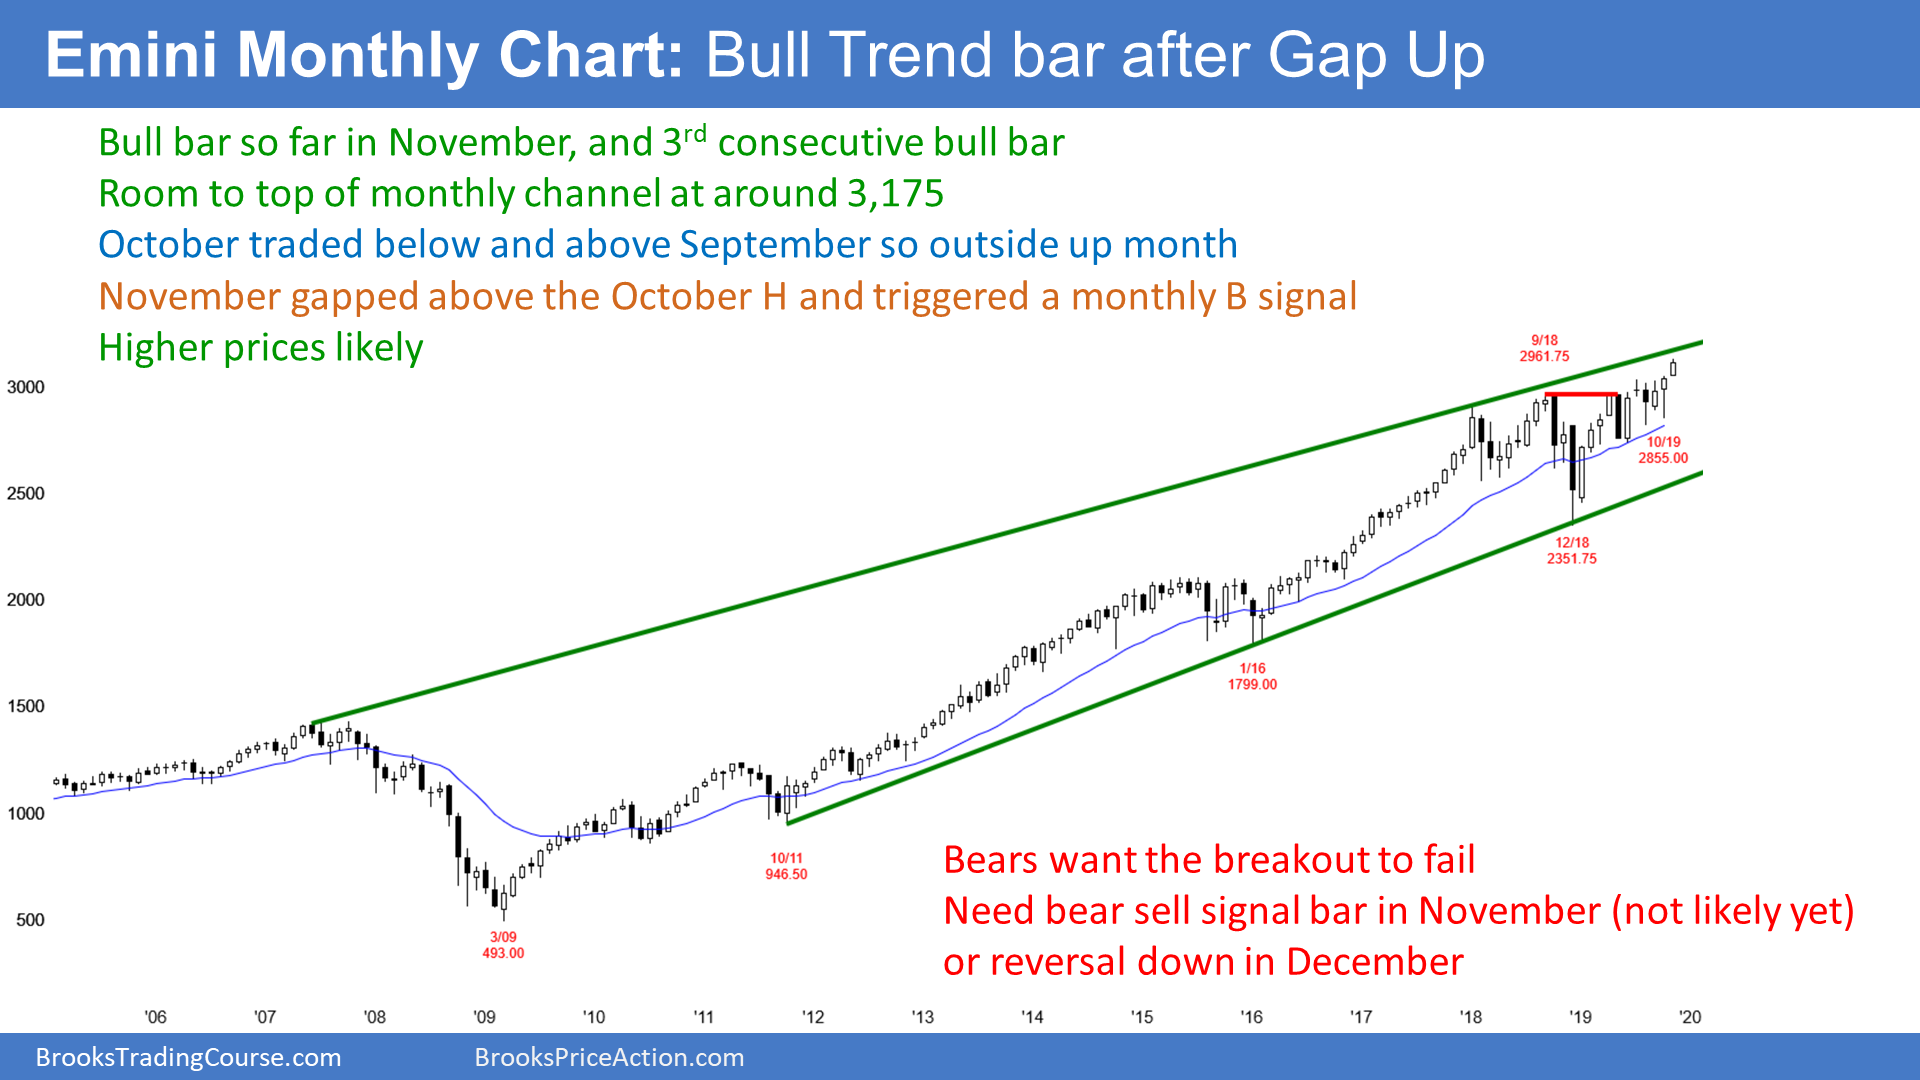 Emini Monthly Chart: Bull Trend bar after Gap Up
Bull bar so far in November, and 3rd consecutive bull bar
Room to top of monthly channel at around 3,175
October traded below and above September so outside up month
November gapped above the October H and triggered a monthly B signal
Higher prices likely
9/18
2961.75
3000
10/19
2855.00
2500
12/18
2351.75
2000
1/16
1799.00
1500
1000
10/11
946.50
500
3/09
493.00
Bears want the breakout to fail
Need bear sell signal bar in November (not likely yet)
or reversal down in December
'06 '07 '08 '09 '10 '11 '12 '13 '14 '15 '16 '17 '18 '19 '20
BrooksTradingCourse.com BrooksPriceAction.com